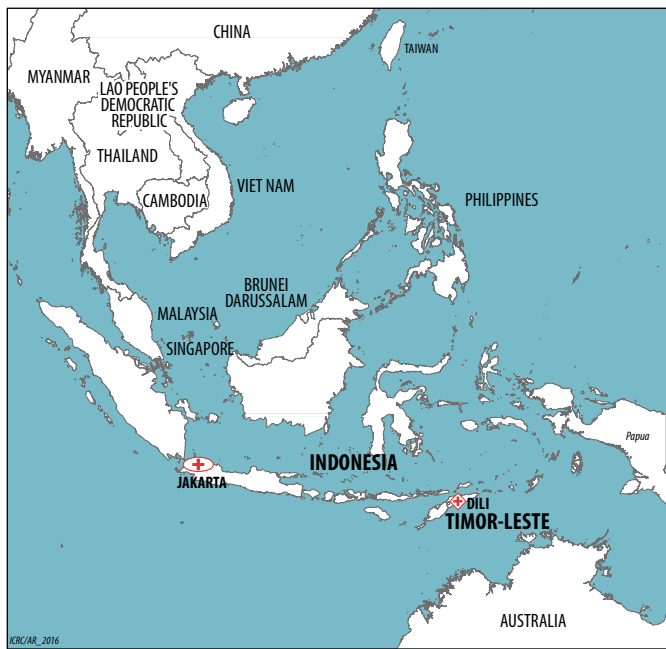 CHINA
TAIWAN
MYANMAR
LAO PEOPLE'S
DEMOCRATIC
REPUBLIC
THAILAND
VIET NAM
CAMBODIA
PHILIPPINES
BRUNEI
DARUSSALAM
MALAYSIA
SINGAPORE
Papua
INDONESIA
JAKARTA
DÍLI
TIMOR-LESTE
AUSTRALIA
ICRC/AR_2016